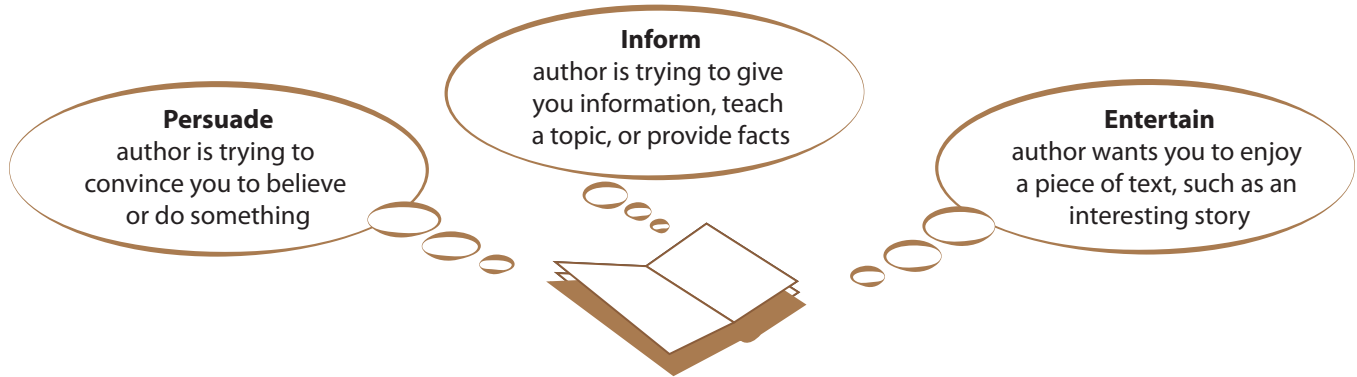 Persuade
author is trying to
convince you to believe
or do something
Inform
author is trying to give
you information, teach
a topic, or provide facts
Entertain
author wants you to enjoy
a piece of text, such as an
interesting story